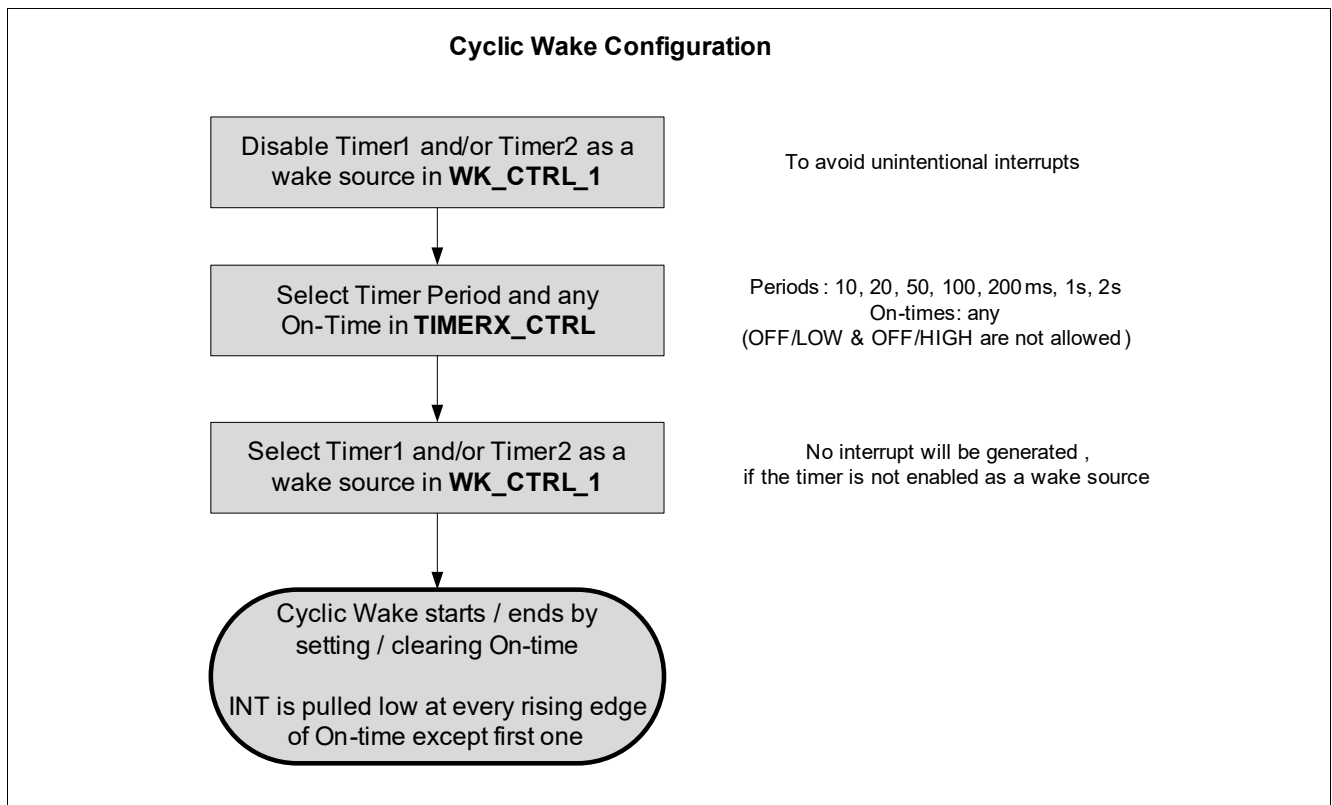 Cyclic Wake Configuration
Disable Timer1 and/or Timer2 as a
wake source in WK_CTRL_1
To avoid unintentional interrupts
Select Timer Period and any
On-Time in TIMERX_CTRL
Periods : 10, 20, 50, 100, 200 ms, 1s, 2s
On-times: any
(OFF/LOW & OFF/HIGH are not allowed )
Select Timer1 and/or Timer2 as a
wake source in WK_CTRL_1
No interrupt will be generated ,
if the timer is not enabled as a wake source
Cyclic Wake starts / ends by
setting / clearing On-time
INT is pulled low at every rising edge
of On-time except first one